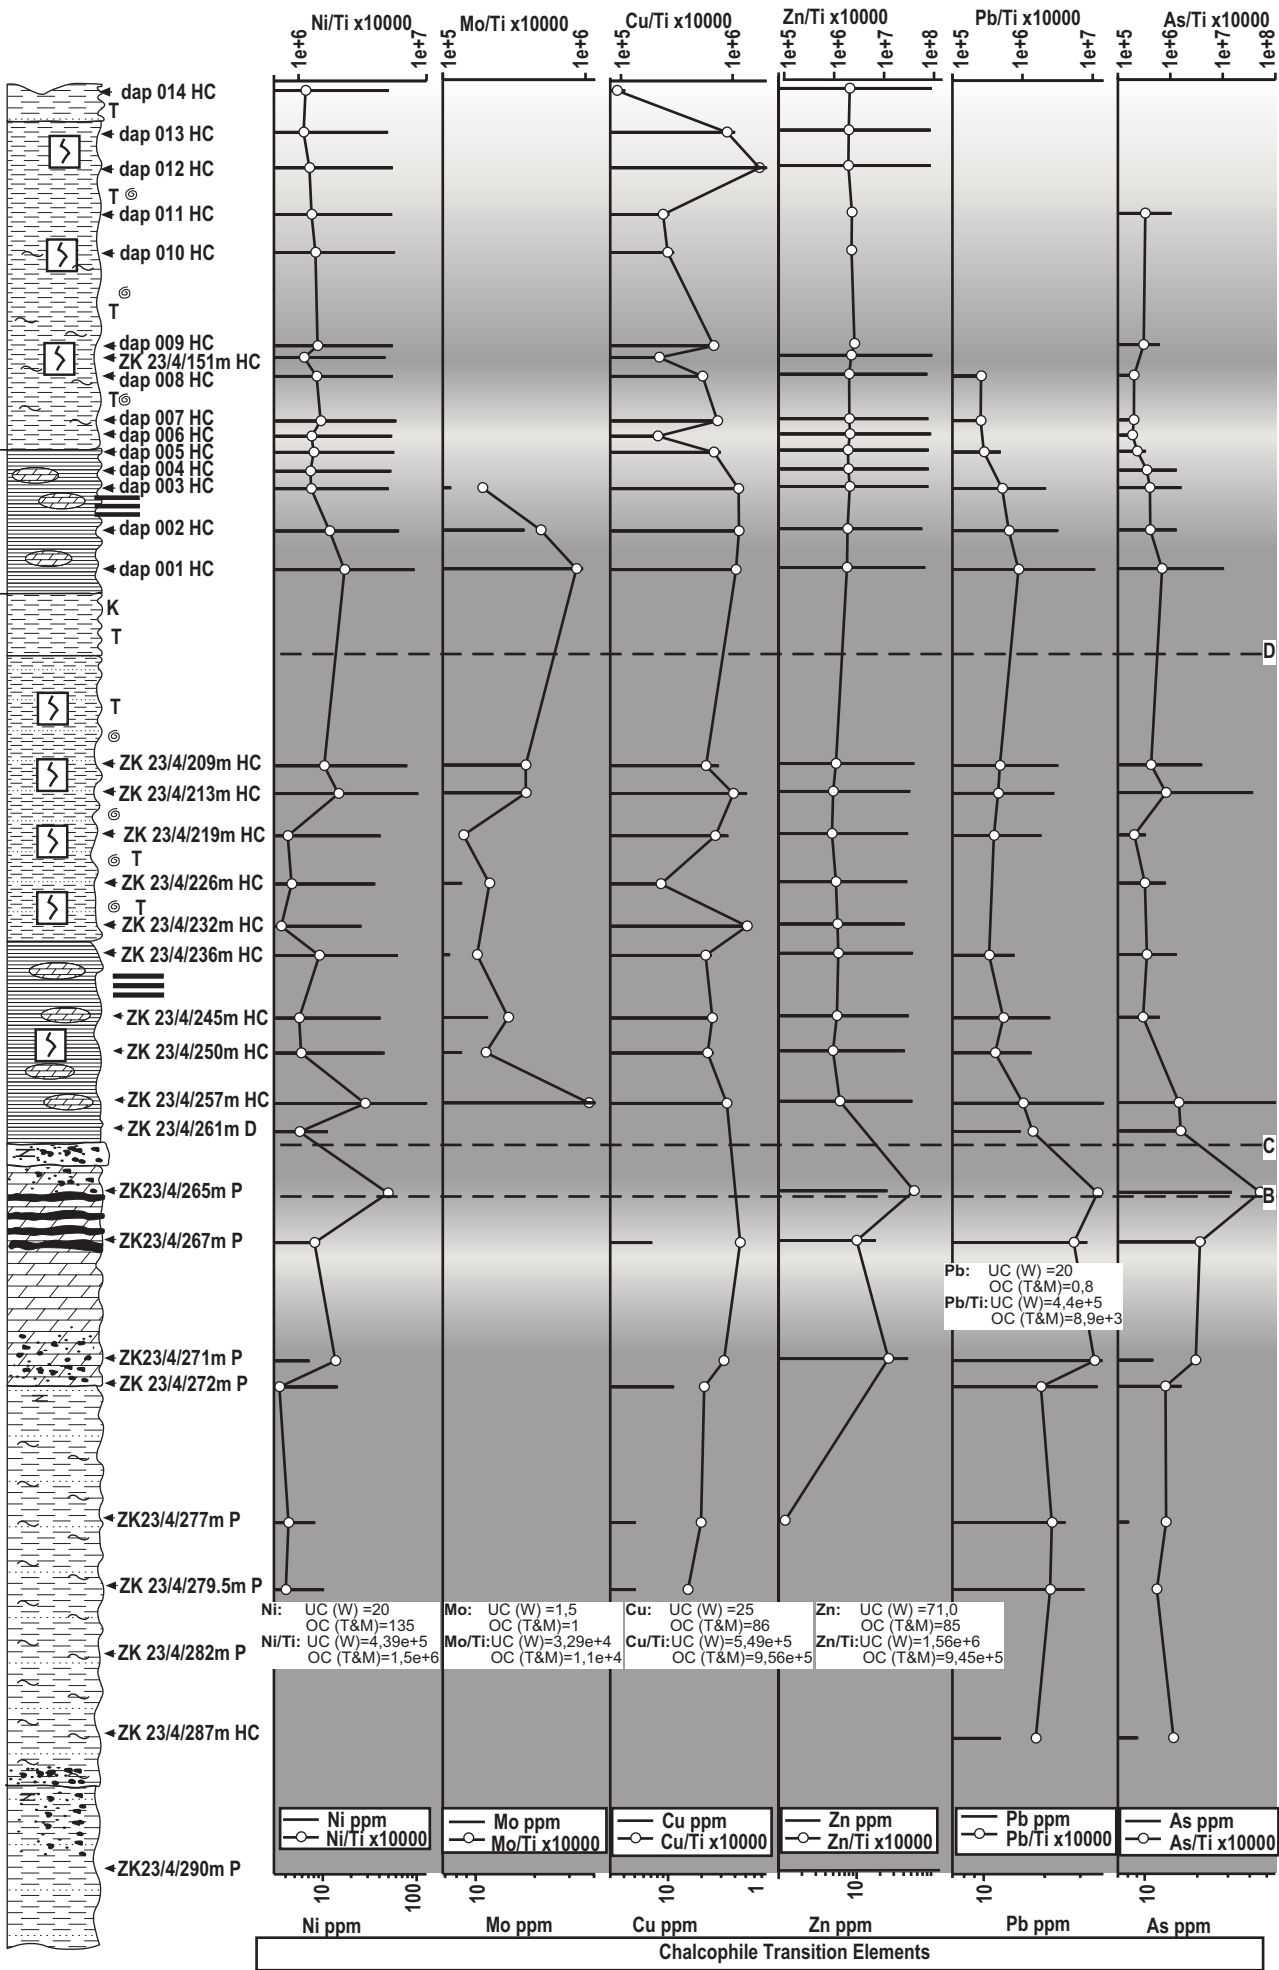 Ni/Ti x10000 Mo/Ti x10000 Cu/Ti x10000 Zn/Ti x10000 Pb/Ti x10000 As/Ti x10000
1e+6 1e+7 1e+5 1e+6 1e+5 1e+6 1e+5 1e+6 1e+7 1e+8 1e+5 1e+6 1e+7 1e+5 1e+6 1e+7 1e+8
dap 014 HC
T
dap 013 HC
dap 012 HC
T
dap 011 HC
dap 010 HC
T
dap 009 HC
ZK 23/4/151m HC
dap 008 HC
T
dap 007 HC
dap 006 HC
dap 005 HC
dap 004 HC
dap 003 HC
dap 002 HC
dap 001 HC
K
T
D
T
ZK 23/4/209m HC
ZK 23/4/213m HC
ZK 23/4/219m HC
T
ZK 23/4/226m HC
T
ZK 23/4/232m HC
ZK 23/4/236m HC
ZK 23/4/245m HC
ZK 23/4/250m HC
ZK 23/4/257m HC
ZK 23/4/261m D
C
N
ZK23/4/265m P
B
ZK23/4/267m P
Pb: UC (W) =20
OC (T&M)=0,8
Pb/Ti: UC (W)=4,4e+5
OC (T&M)=8,9e+3
ZK23/4/271m P
ZK 23/4/272m P
N
ZK23/4/277m P
ZK 23/4/279.5m P
Ni: UC (W) =20 Mo: UC (W) =1,5 Cu: UC (W) =25 Zn: UC (W) =71,0
OC (T&M)=135 OC (T&M)=1 OC (T&M)=86 OC (T&M)=85
Ni/Ti: UC (W)=4,39e+5 Mo/Ti: UC (W)=3,29e+4 Cu/Ti: UC (W)=5,49e+5 Zn/Ti: UC (W)=1,56e+6
OC (T&M)=1,5e+6 OC (T&M)=1,1e+4 OC (T&M)=9,56e+5 OC (T&M)=9,45e+5
ZK 23/4/282m P
ZK 23/4/287m HC
N
Ni ppm Mo ppm Cu ppm Zn ppm Pb ppm As ppm
Ni/Ti x10000 Mo/Ti x10000 Cu/Ti x10000 Zn/Ti x10000 Pb/Ti x10000 As/Ti x10000
ZK23/4/290m P
10 100 10 10 1 10 10 10
Ni ppm Mo ppm Cu ppm Zn ppm Pb ppm As ppm
Chalcophile Transition Elements